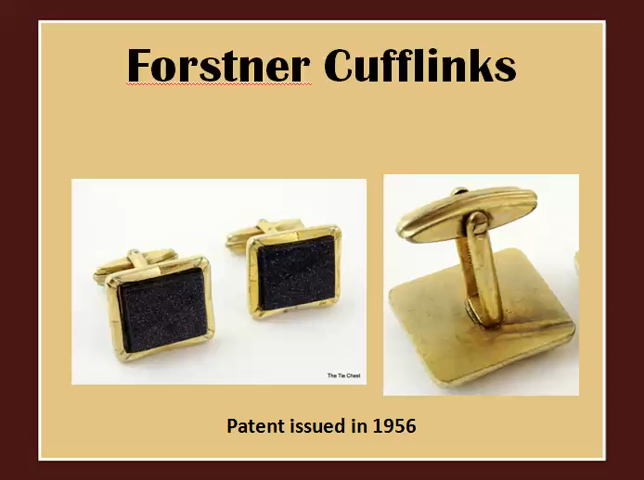 Forstner Cufflinks
The Tie Chest
Patent issued in 1956